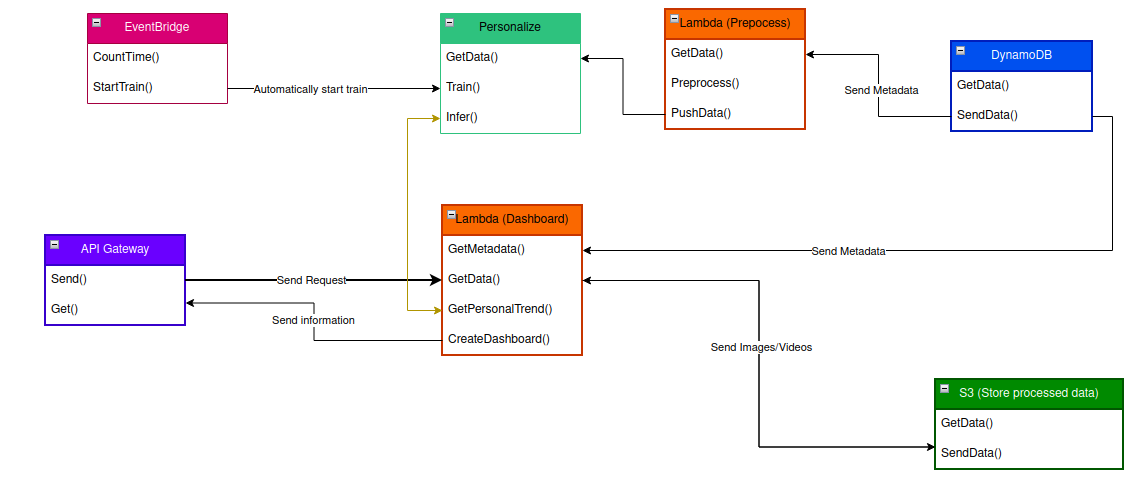 EventBridge
CountTime()
StartTrain()
Automatically start train
Personalize
GetData()
Train()
Infer()
Lambda (Prepocess)
GetData()
Preprocess()
PushData()
Send Metadata
DynamoDB
GetData()
SendData()
API Gateway
Send()
Get()
Send Request
Send information
Lambda (Dashboard)
GetMetadata()
GetData()
GetPersonalTrend()
CreateDashboard()
Send Metadata
Send Images/Videos
S3 (Store processed data)
GetData()
SendData()